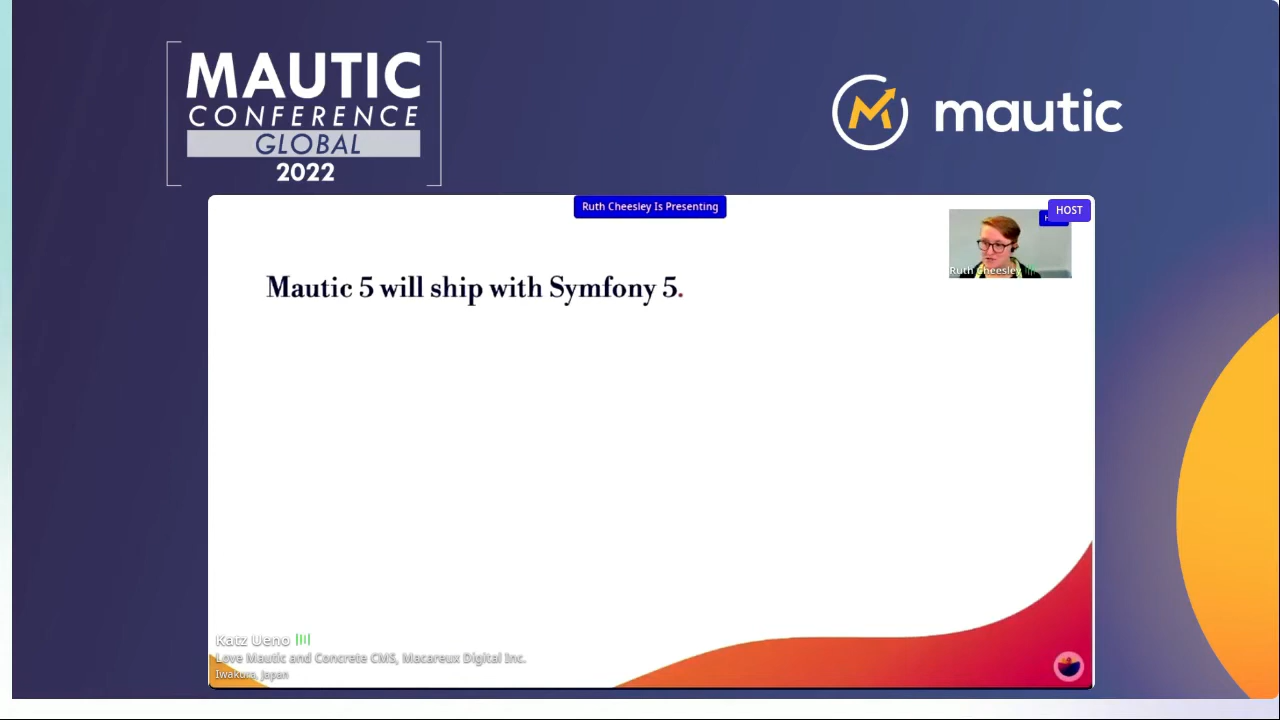 MAUTIC
CONFERENCE
GLOBAL
2022
mautic
Ruth Cheesley Is Presenting
HOST
Ruth Cheesley
Mautic 5 will ship with Symfony 5.
Katz Ueno
Love Mautic and Concrete CMS, Macareux Digital Inc.
Iwakura, Japan